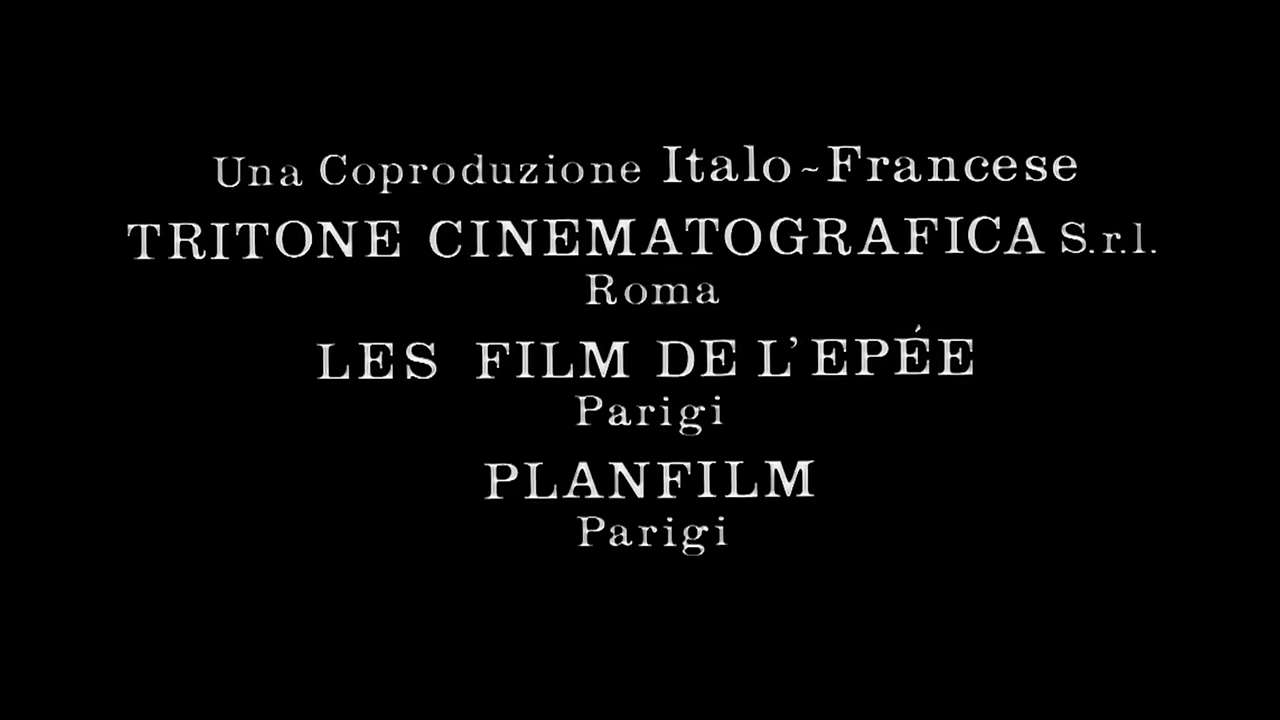 Una Coproduzione Italo-Francese
TRITONE CINEMATOGRAFICA S.r.l.
Roma
LES FILM DE L'EPÉE
Parigi
PLANFILM
Parigi